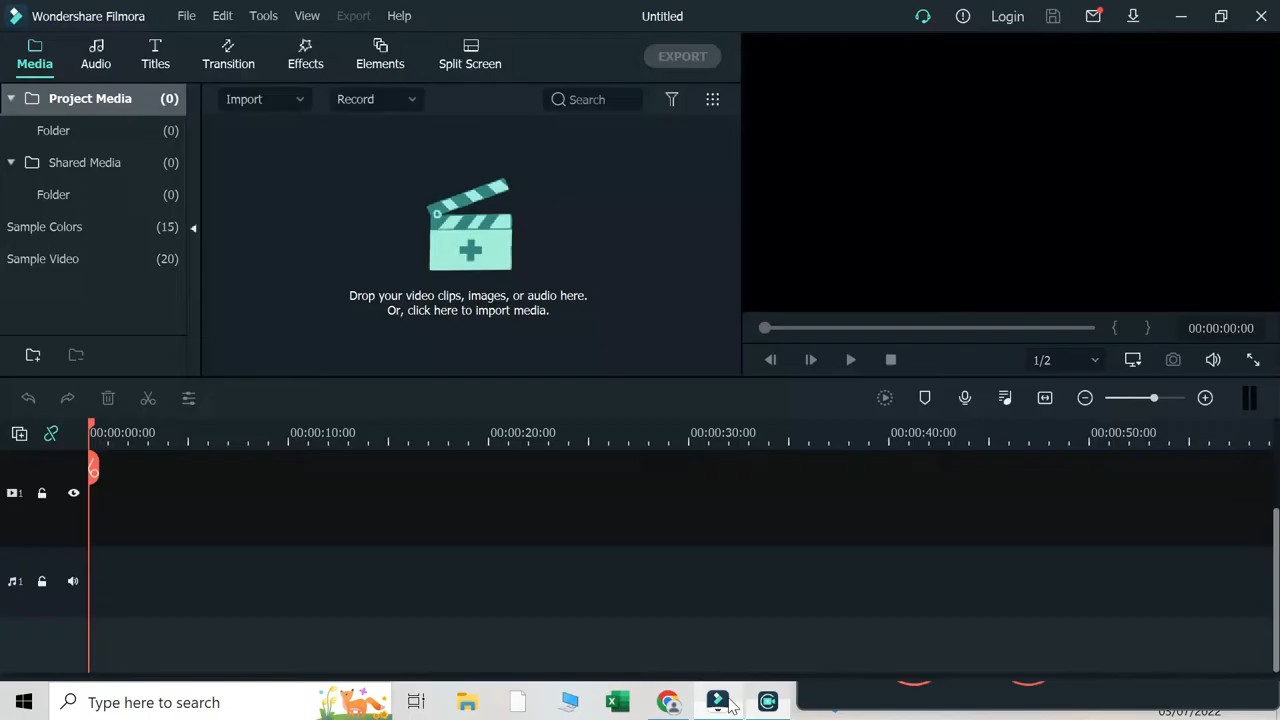 Wondershare Filmora File Edit Tools View Export Help Untitled Login
Media Audio Titles Transition Effects Elements Split Screen EXPORT
Project Media (0)
Folder (0)
Shared Media (0)
Folder (0)
Sample Colors (15)
Sample Video (20)
Import Record Search
Drop your video clips, images, or audio here.
Or, click here to import media.
{ } 00:00:00:00
1/2
00:00:00:00 00:00:10:00 00:00:20:00 00:00:30:00 00:00:40:00 00:00:50:00
1
1
Type here to search
05/07/2022